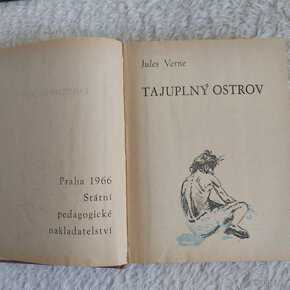 Praha 1966
Státní
pedagogické
nakladatelství
Jules Verne
TAJUPLNÝ OSTROV